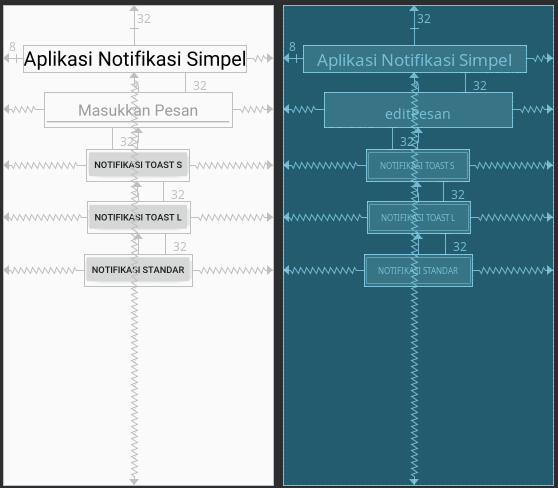 32
8
Aplikasi Notifikasi Simpel
32
Masukkan Pesan
32
NOTIFIKASI TOAST S
32
NOTIFIKASI TOAST L
32
NOTIFIKASI STANDAR
32
8
Aplikasi Notifikasi Simpel
32
editPesan
32
NOTIFIKASI TOAST S
32
NOTIFIKASI TOAST L
32
NOTIFIKASI STANDAR